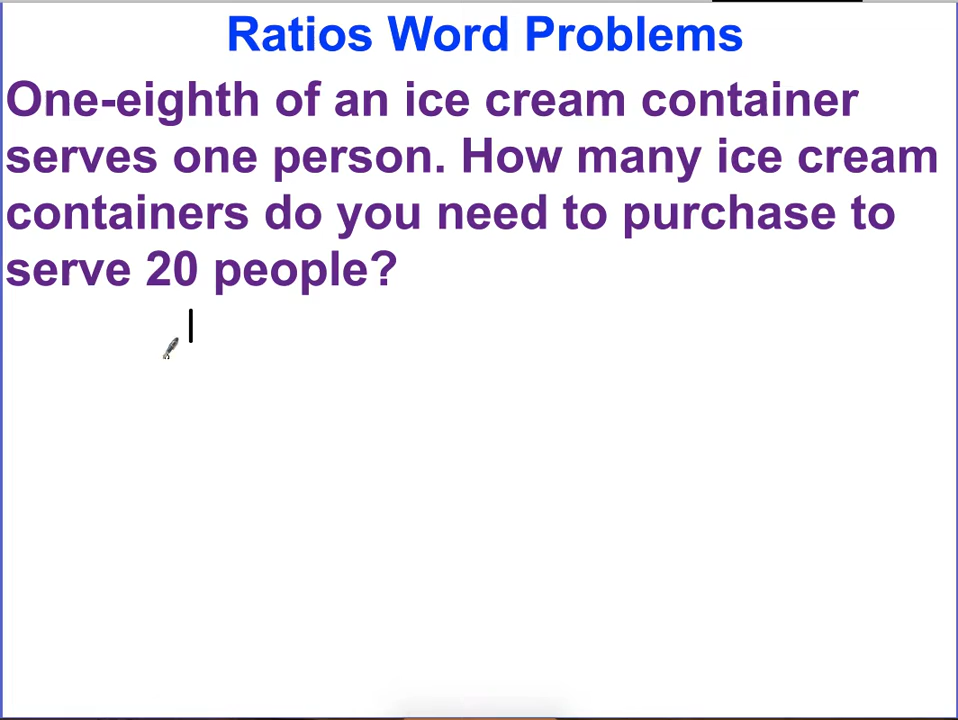 Ratios Word Problems
One-eighth of an ice cream container
serves one person. How many ice cream
containers do you need to purchase to
serve 20 people?